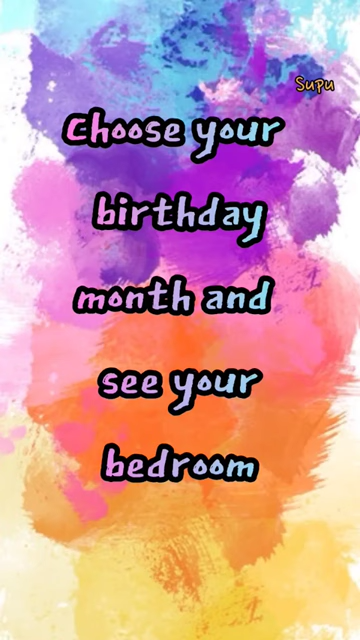 Supu
Choose your
birthday
month and
see your
bedroom